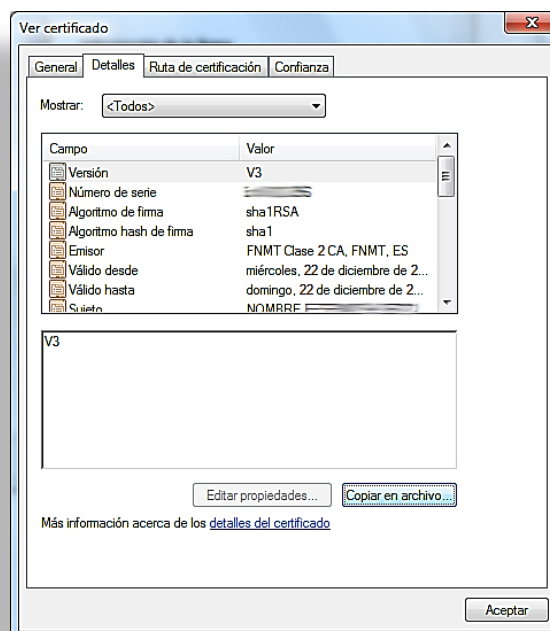 Ver certificado
General Detalles Ruta de certificación Confianza
Mostrar: <Todos>
Campo Valor
Versión V3
Número de serie
Algoritmo de firma sha1RSA
Algoritmo hash de firma sha1
Emisor FNMT Clase 2 CA, FNMT, ES
Válido desde miércoles, 22 de diciembre de 2...
Válido hasta domingo, 22 de diciembre de 2...
Sujeto NOMBRE
V3
Editar propiedades... Copiar en archivo...
Más información acerca de los detalles del certificado
Aceptar